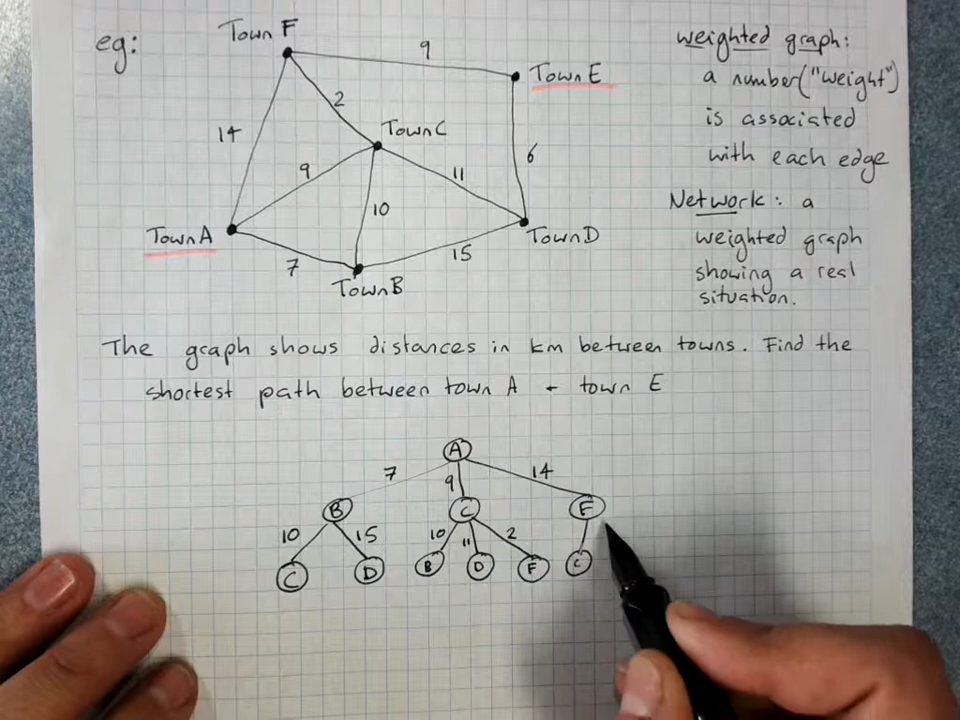 eg:
Town F
9
Town E
2
Town C
14
9
11
6
10
Town A
Town D
7
15
Town B
weighted graph:
a number("weight")
is associated
with each edge
Network: a
weighted graph
showing a real
situation.
The graph shows distances in km between towns. Find the
shortest path between town A + town E
A
7
9
14
B
C
F
10
15
10
11
2
C
D
B
D
F
C